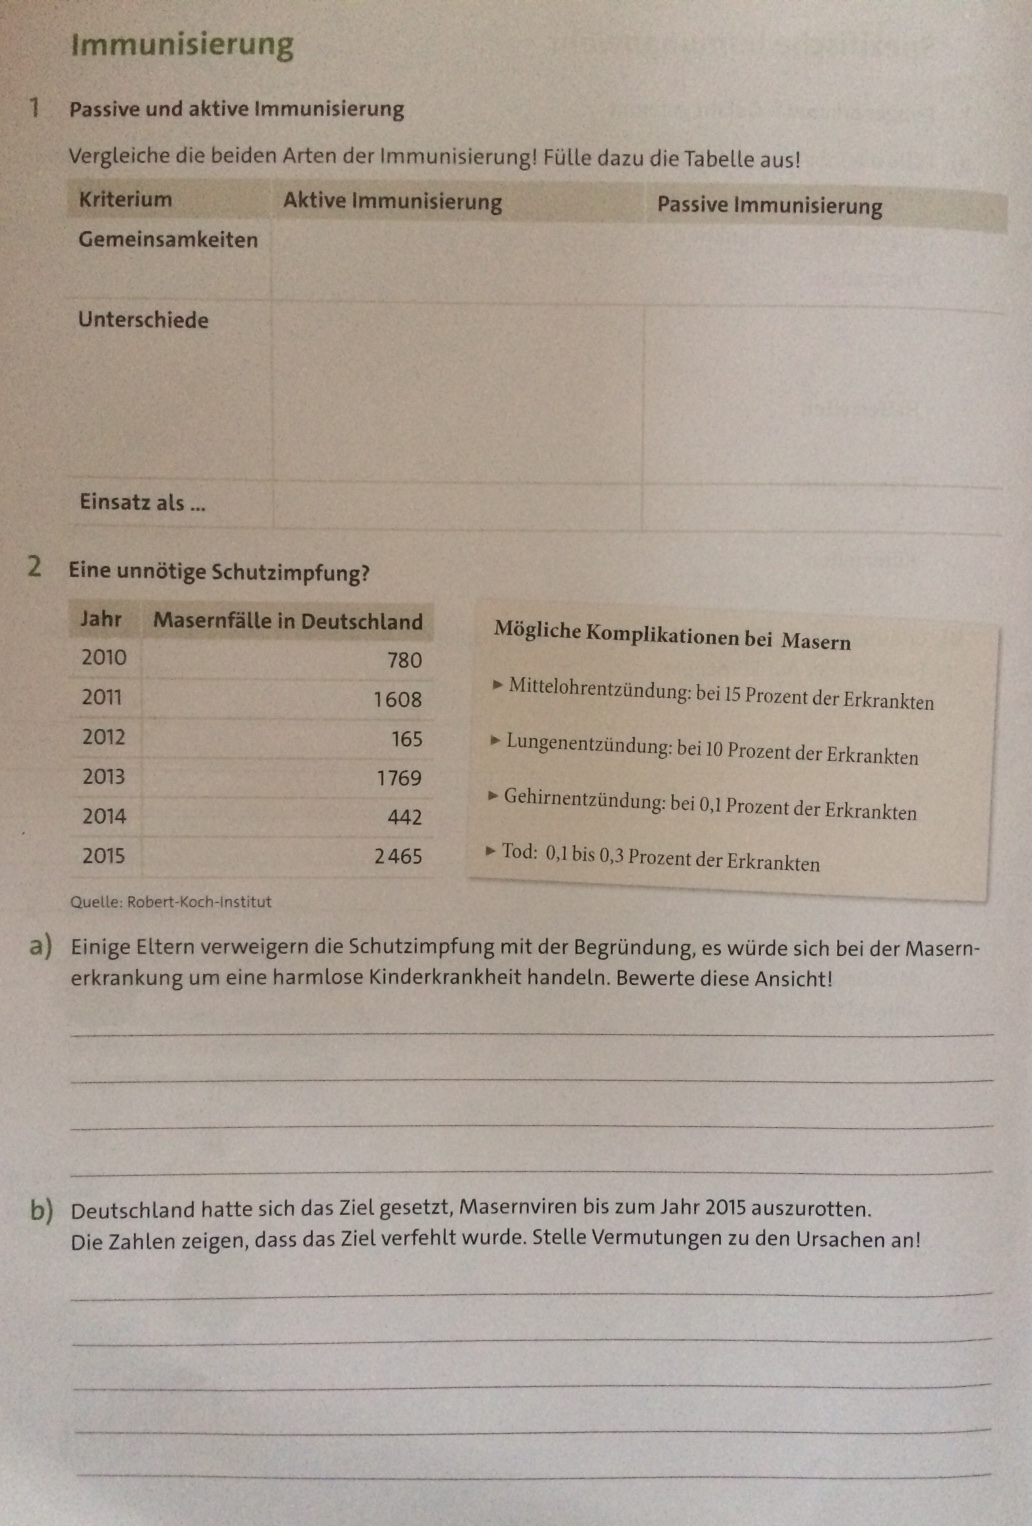 Immunisierung
1 Passive und aktive Immunisierung
Vergleiche die beiden Arten der Immunisierung! Fülle dazu die Tabelle aus!
Kriterium Aktive Immunisierung Passive Immunisierung
Gemeinsamkeiten
Unterschiede
Einsatz als ...
2 Eine unnötige Schutzimpfung?
Jahr Masernfälle in Deutschland
2010 780
2011 1608
2012 165
2013 1769
2014 442
2015 2465
Quelle: Robert-Koch-Institut
Mögliche Komplikationen bei Masern
▶ Mittelohrentzündung: bei 15 Prozent der Erkrankten
▶ Lungenentzündung: bei 10 Prozent der Erkrankten
▶ Gehirnentzündung: bei 0,1 Prozent der Erkrankten
▶ Tod: 0,1 bis 0,3 Prozent der Erkrankten
a) Einige Eltern verweigern die Schutzimpfung mit der Begründung, es würde sich bei der Masern-
erkrankung um eine harmlose Kinderkrankheit handeln. Bewerte diese Ansicht!
b) Deutschland hatte sich das Ziel gesetzt, Masernviren bis zum Jahr 2015 auszurotten.
Die Zahlen zeigen, dass das Ziel verfehlt wurde. Stelle Vermutungen zu den Ursachen an!